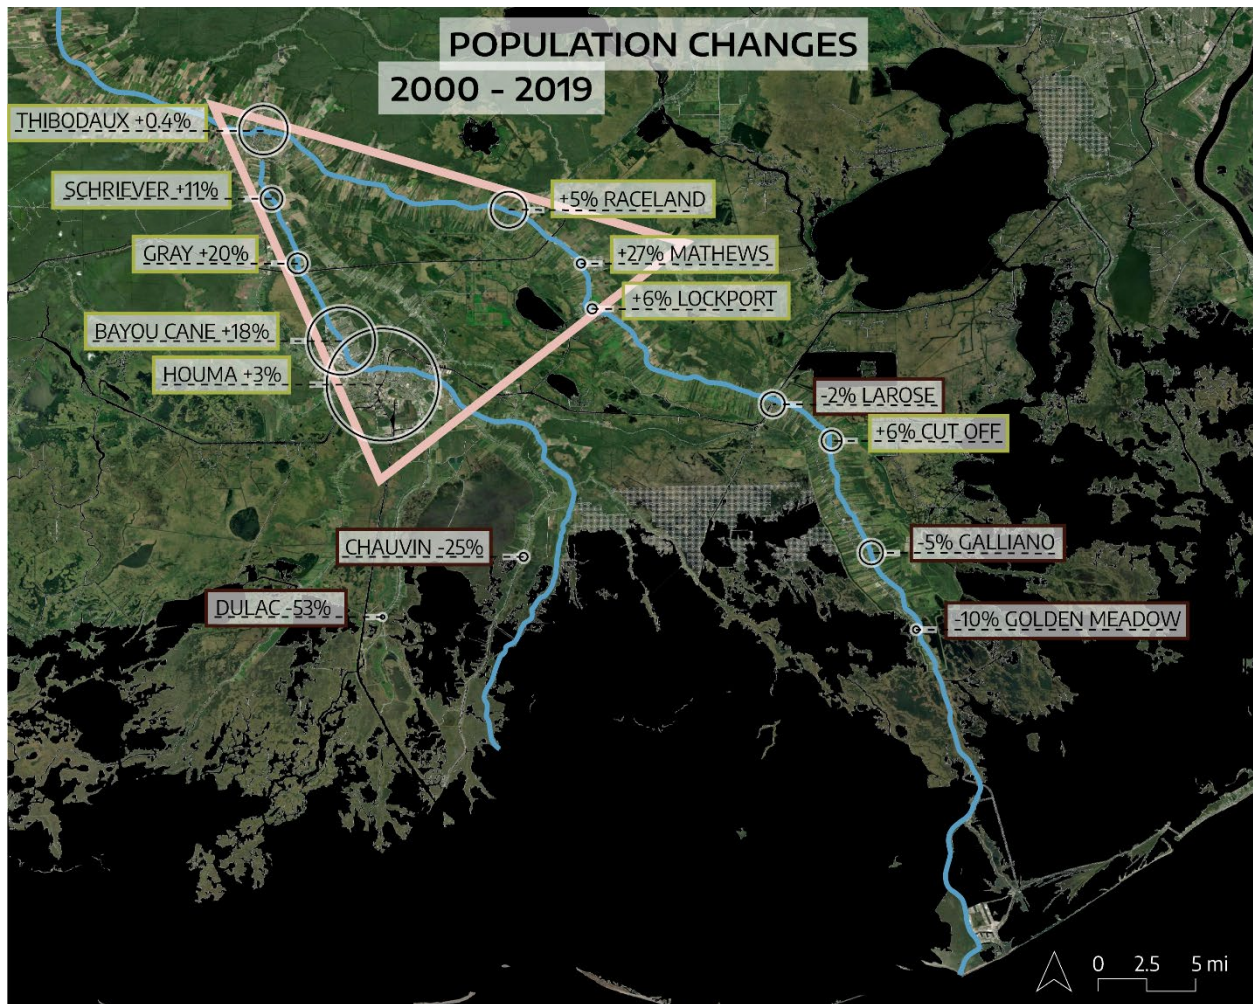 POPULATION CHANGES
2000 - 2019
THIBODAUX +0.4%
SCHRIEVER +11%
+5% RACELAND
GRAY +20%
+27% MATHEWS
+6% LOCKPORT
BAYOU CANE +18%
HOUMA +3%
-2% LAROSE
+6% CUT OFF
CHAUVIN -25%
-5% GALLIANO
DULAC -53%
-10% GOLDEN MEADOW
0 2.5 5 mi